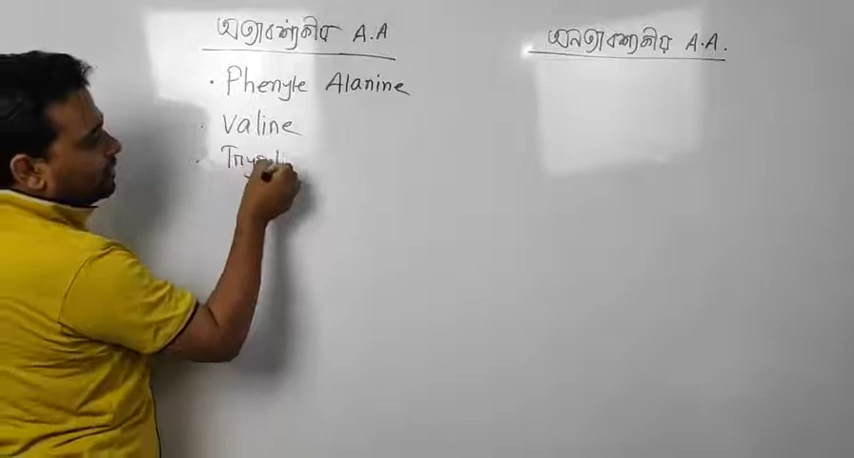 অত্যাবশ্যকীয় A.A
অনত্যাবশ্যকীয় A.A.
• Phenyle Alanine
• Valine